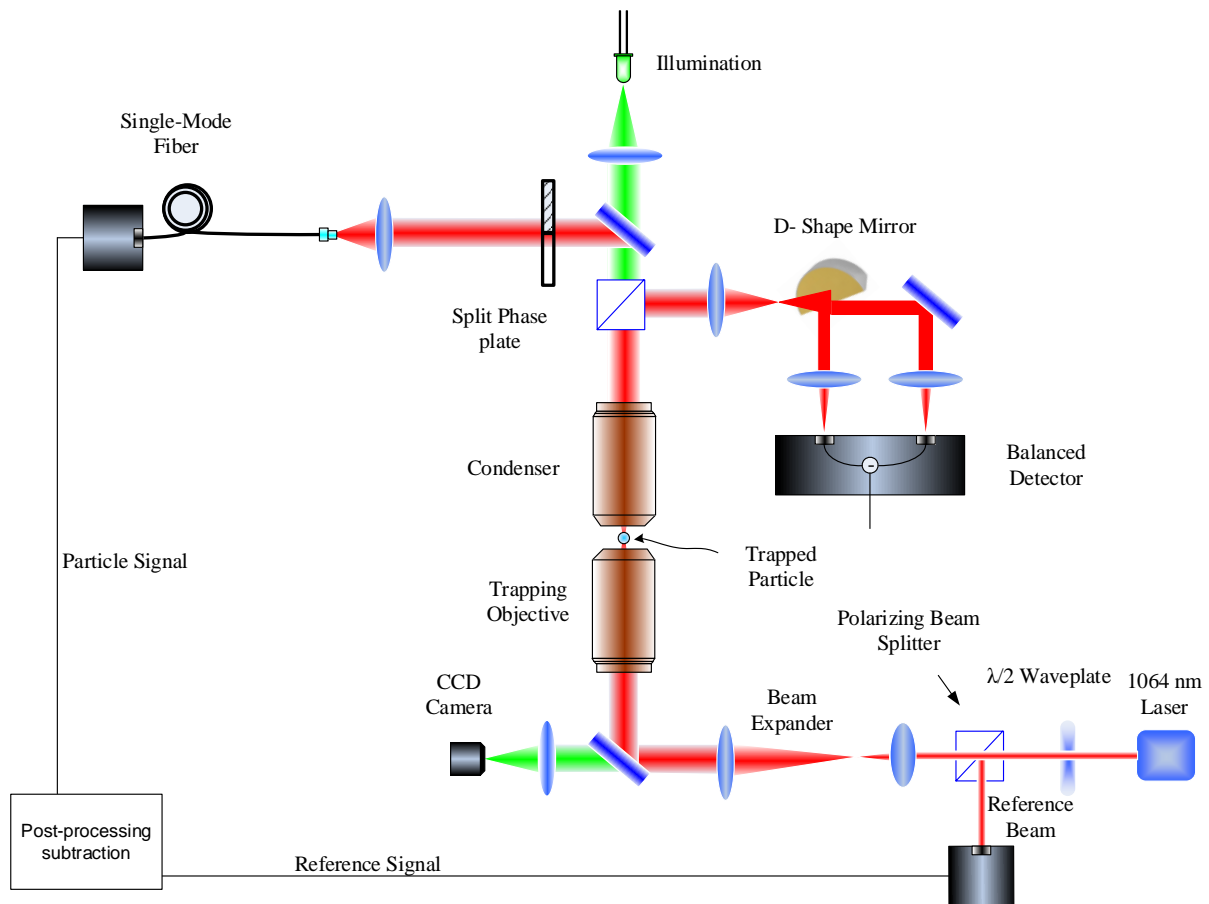 Illumination
Single-Mode
Fiber
D- Shape Mirror
Split Phase
plate
Condenser
Balanced
Detector
Particle Signal
Trapped
Particle
Trapping
Objective
Polarizing Beam
Splitter
λ/2 Waveplate
1064 nm
Laser
CCD
Camera
Beam
Expander
Reference
Beam
Post-processing
subtraction
Reference Signal
-